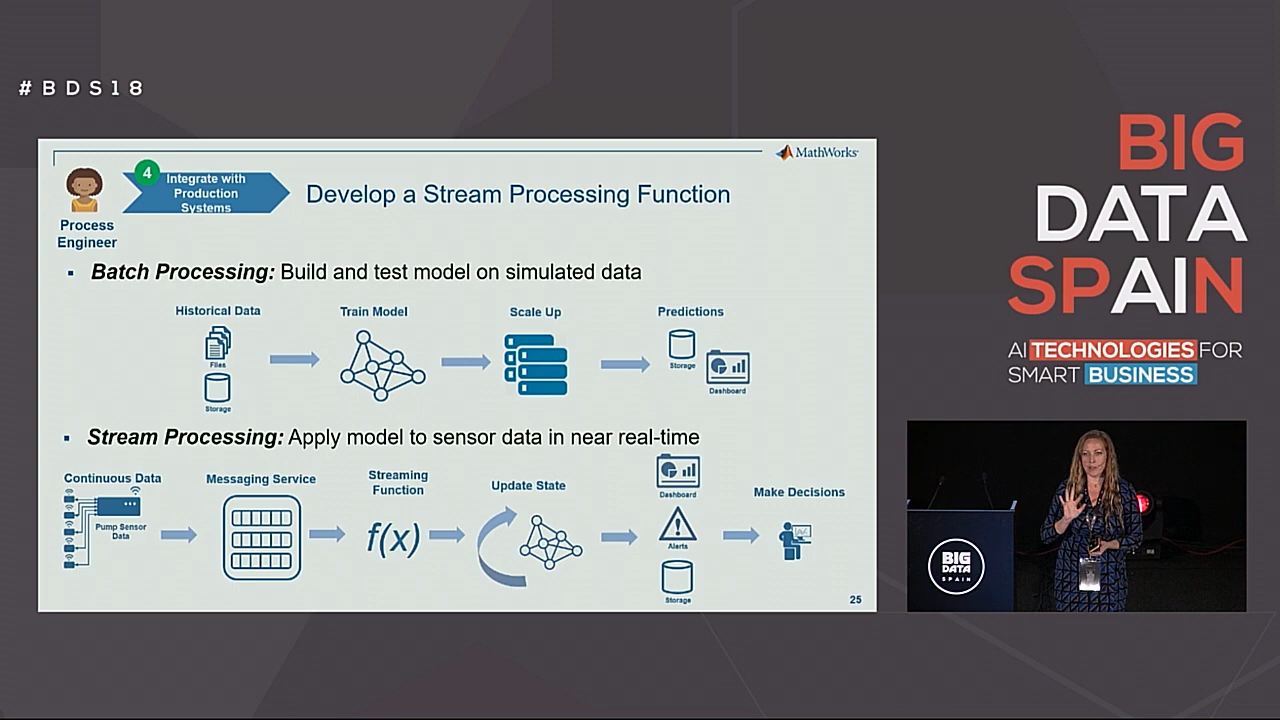 #BDS18
MathWorks
4
Integrate with
Production
Systems
Develop a Stream Processing Function
Process
Engineer
▪ Batch Processing: Build and test model on simulated data
Historical Data
Train Model
Scale Up
Predictions
Files
Storage
Storage
Dashboard
▪ Stream Processing: Apply model to sensor data in near real-time
Continuous Data
Messaging Service
Streaming
Function
Update State
Make Decisions
Pump Sensor
Data
f(x)
Dashboard
Alerts
Storage
25
BIG
DATA
SPAIN
AI TECHNOLOGIES FOR
SMART BUSINESS
BIG
DATA
SPAIN